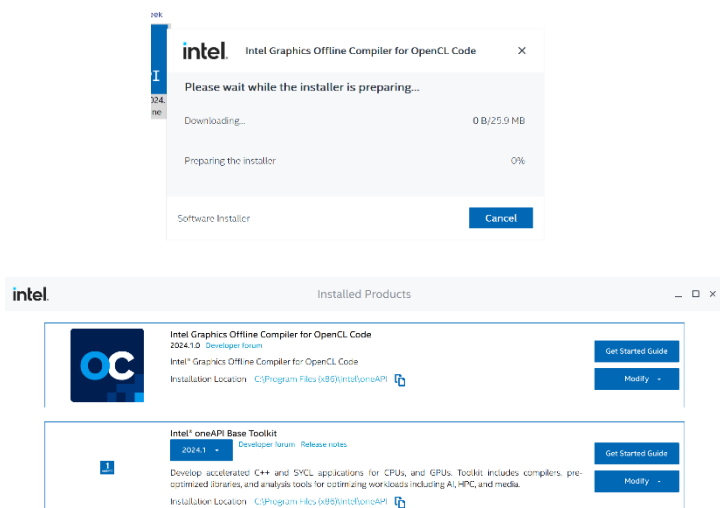 eek
intel. Intel Graphics Offline Compiler for OpenCL Code
Please wait while the installer is preparing...
I
024.
ne
Downloading... 0 B/25.9 MB
Preparing the installer 0%
Software Installer Cancel
intel. Installed Products
Intel Graphics Offline Compiler for OpenCL Code
2024.1.0 Developer forum
Intel® Graphics Offline Compiler for OpenCL Code
Installation Location C:\Program Files (x86)\Intel\oneAPI
OC
Get Started Guide
Modify
Intel® oneAPI Base Toolkit
2024.1 Developer forum Release notes
Develop accelerated C++ and SYCL applications for CPUs, and GPUs. Toolkit includes compilers, pre-
optimized libraries, and analysis tools for optimizing workloads including AI, HPC, and media.
Installation Location C:\Program Files (x86)\Intel\oneAPI
1
Get Started Guide
Modify